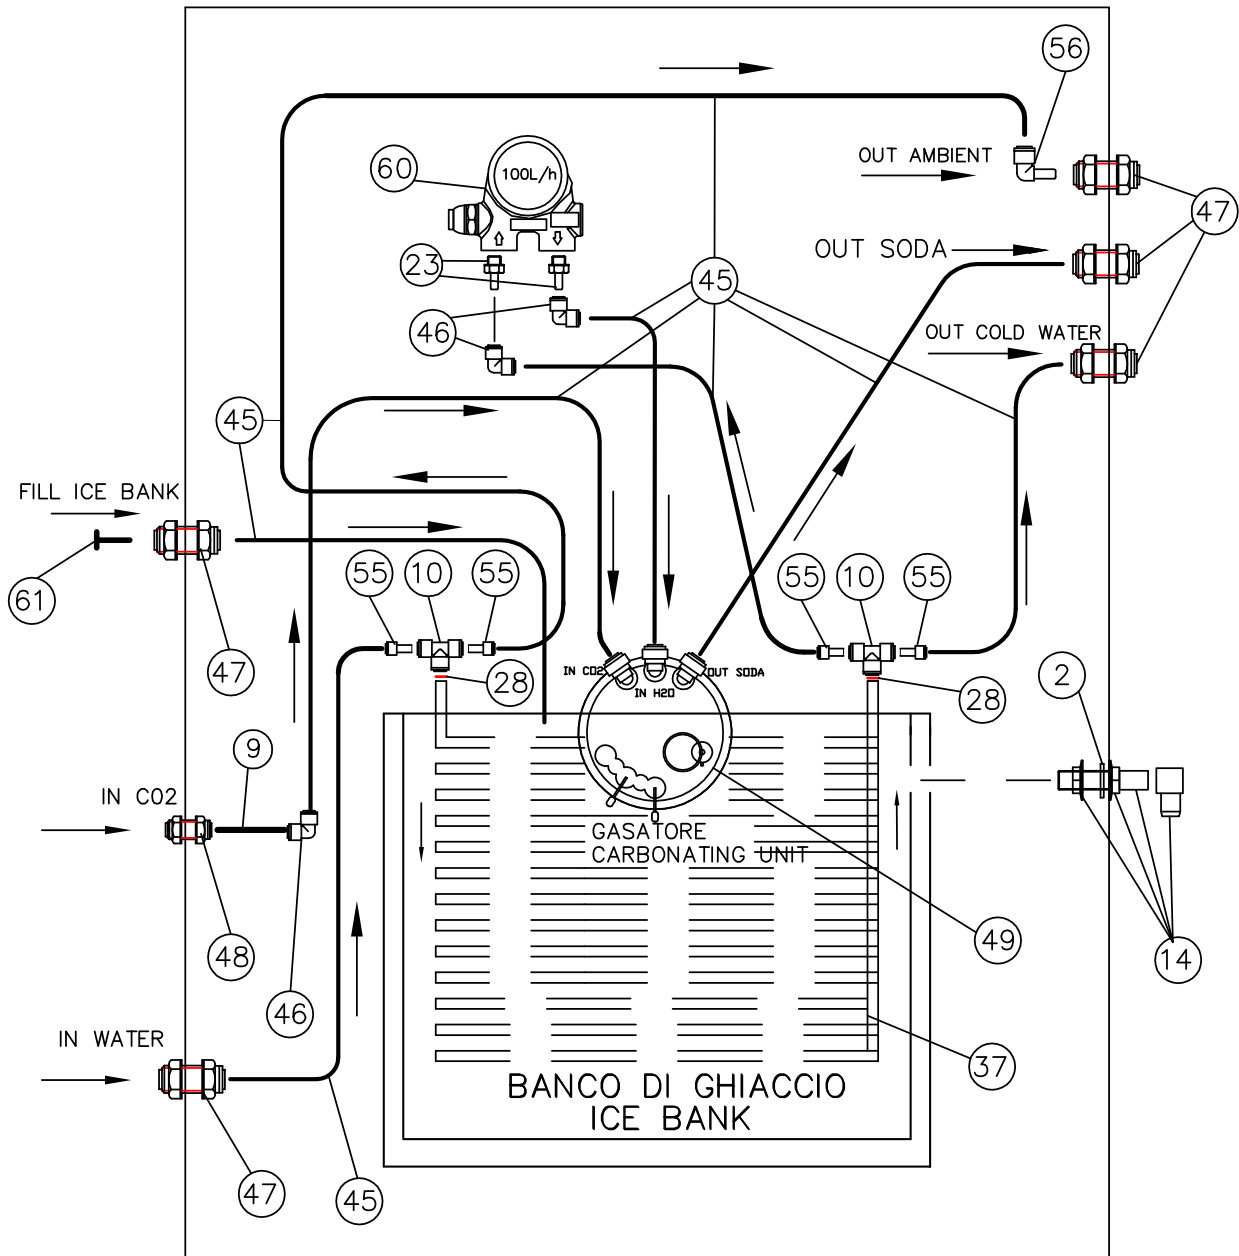 56
60
100L/h
OUT AMBIENT
47
23
OUT SODA
45
46
OUT COLD WATER
45
FILL ICE BANK
61
55
10
55
55
10
55
47
28
IN CO2
OUT SODA
IN H2O
28
2
9
IN CO2
GASATORE
CARBONATING UNIT
48
49
14
46
IN WATER
37
BANCO DI GHIACCIO
ICE BANK
47
45